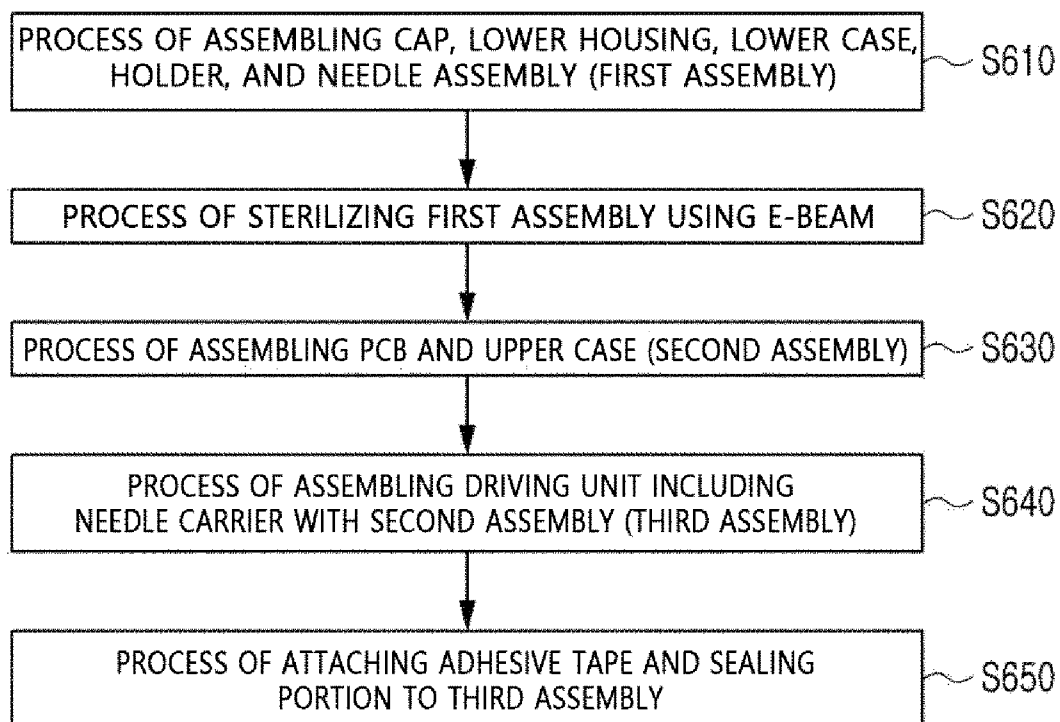 PROCESS OF ASSEMBLING CAP, LOWER HOUSING, LOWER CASE,
HOLDER, AND NEEDLE ASSEMBLY (FIRST ASSEMBLY)
S610
PROCESS OF STERILIZING FIRST ASSEMBLY USING E-BEAM
S620
PROCESS OF ASSEMBLING PCB AND UPPER CASE (SECOND ASSEMBLY)
S630
PROCESS OF ASSEMBLING DRIVING UNIT INCLUDING
NEEDLE CARRIER WITH SECOND ASSEMBLY (THIRD ASSEMBLY)
S640
PROCESS OF ATTACHING ADHESIVE TAPE AND SEALING
PORTION TO THIRD ASSEMBLY
S650